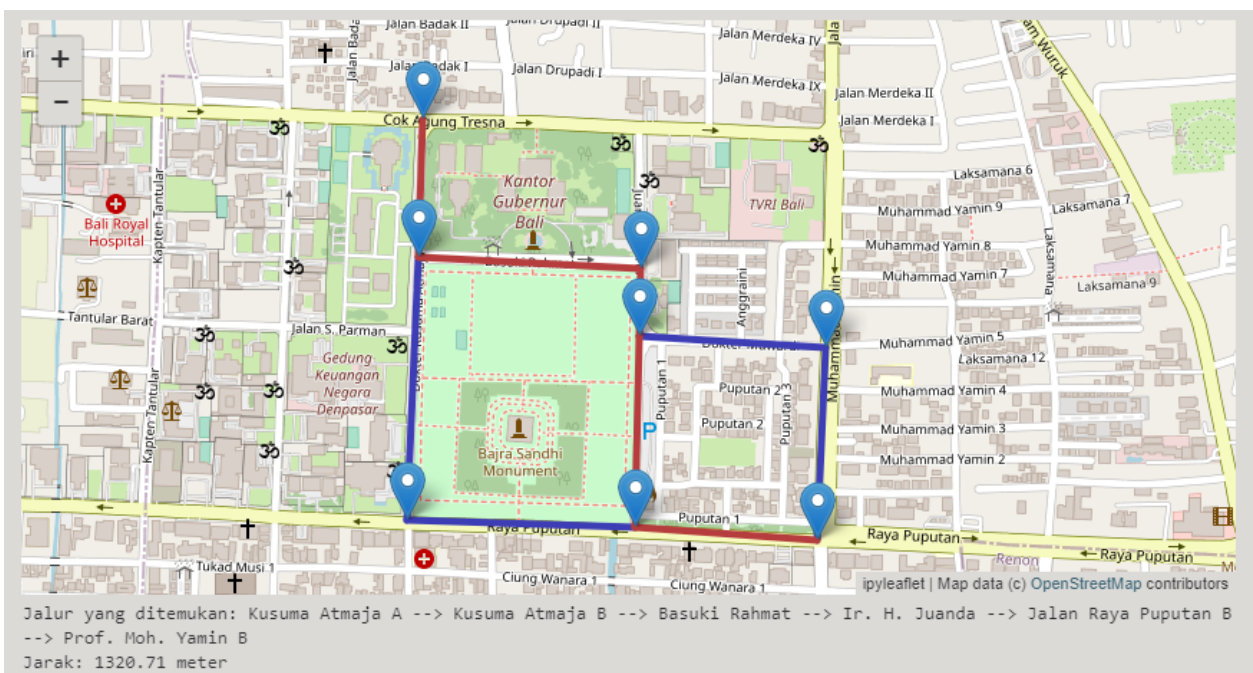 Jalan Badak II
Jalan Drupadi II
Jalan Merdeka IV
Jalan Badak I
Jalan Drupadi I
Jalan Merdeka IX
Jalan Merdeka II
Jalan Merdeka I
+
−
Cok Agung Tresna
Kantor
Gubernur
Bali
TVRI Bali
Laksamana 6
Laksamana 7
Muhammad Yamin 9
Muhammad Yamin 8
Muhammad Yamin 7
Laksamana 9
Laksamana
Bali Royal
Hospital
Kapten Tantular
Tantular Barat
Jalan S. Parman
Gedung
Keuangan
Negara
Denpasar
Kapten Tantular
Anggraini
Muhammad Yamin 5
Laksamana 12
Muhammad Yamin 4
Muhammad Yamin 3
Muhammad Yamin 2
Puputan 1
Puputan 2
Puputan 3
Puputan 2
P
Bajra Sandhi
Monument
Puputan 1
Raya Puputan
Raya Puputan
Raya Puputan
Renon
Tukad Musi 1
Ciung Wanara 1
Ciung Wanara 1
ipyleaflet | Map data (c) OpenStreetMap contributors
Jalur yang ditemukan: Kusuma Atmaja A --> Kusuma Atmaja B --> Basuki Rahmat --> Ir. H. Juanda --> Jalan Raya Puputan B
--> Prof. Moh. Yamin B
Jarak: 1320.71 meter